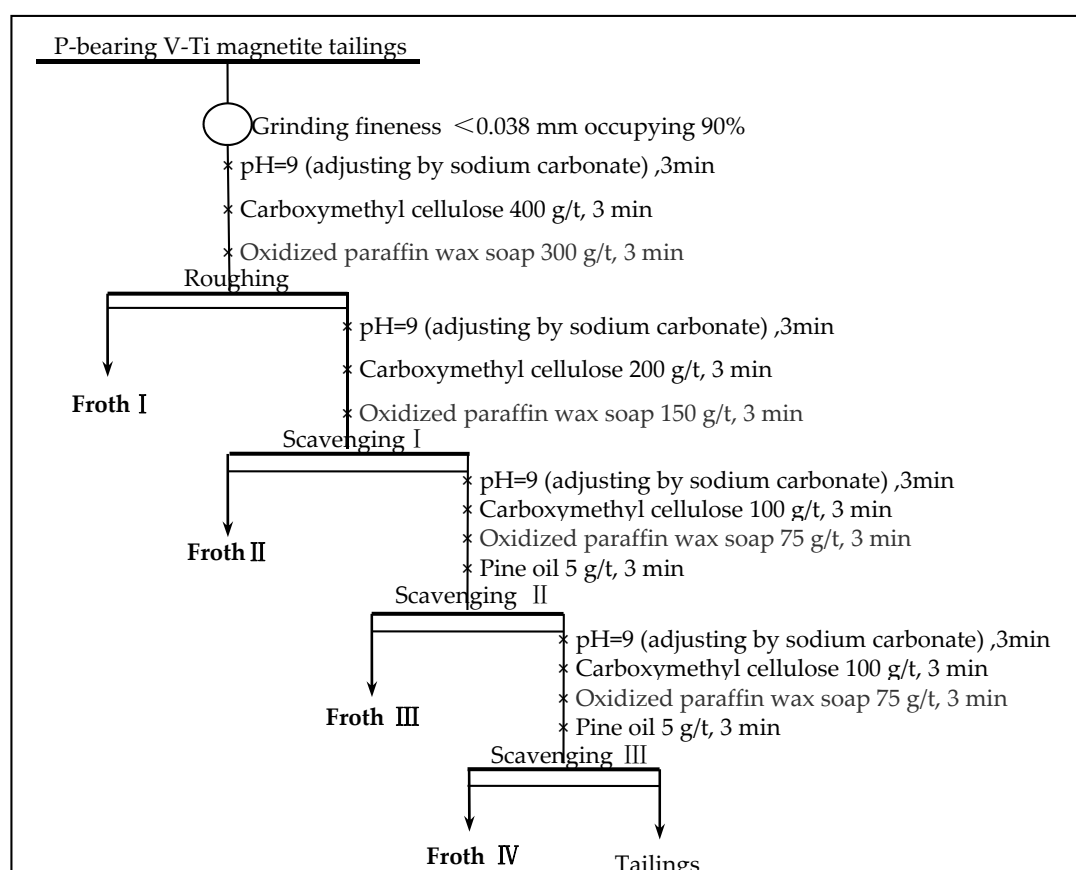 P-bearing V-Ti magnetite tailings
Grinding fineness <0.038 mm occupying 90%
pH=9 (adjusting by sodium carbonate) ,3min
Carboxymethyl cellulose 400 g/t, 3 min
Oxidized paraffin wax soap 300 g/t, 3 min
Roughing
pH=9 (adjusting by sodium carbonate) ,3min
Carboxymethyl cellulose 200 g/t, 3 min
Froth Ⅰ
Oxidized paraffin wax soap 150 g/t, 3 min
Scavenging Ⅰ
pH=9 (adjusting by sodium carbonate) ,3min
Carboxymethyl cellulose 100 g/t, 3 min
Oxidized paraffin wax soap 75 g/t, 3 min
Froth Ⅱ
Pine oil 5 g/t, 3 min
Scavenging Ⅱ
pH=9 (adjusting by sodium carbonate) ,3min
Carboxymethyl cellulose 100 g/t, 3 min
Oxidized paraffin wax soap 75 g/t, 3 min
Froth Ⅲ
Pine oil 5 g/t, 3 min
Scavenging Ⅲ
Froth Ⅳ
Tailings